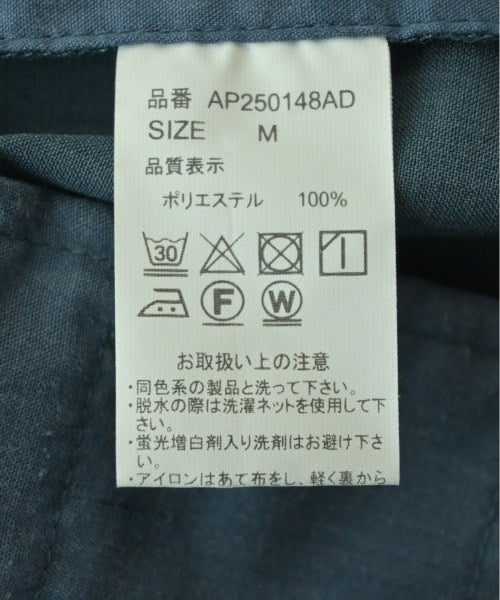 品番 AP250148AD
SIZE M
品質表示
ポリエステル 100%
30
F W
お取扱い上の注意
・同色系の製品と洗って下さい。
・脱水の際は洗濯ネットを使用して下
さい。
・蛍光増白剤入り洗剤はお避け下さ
い。
・アイロンはあて布をし、軽く裏から